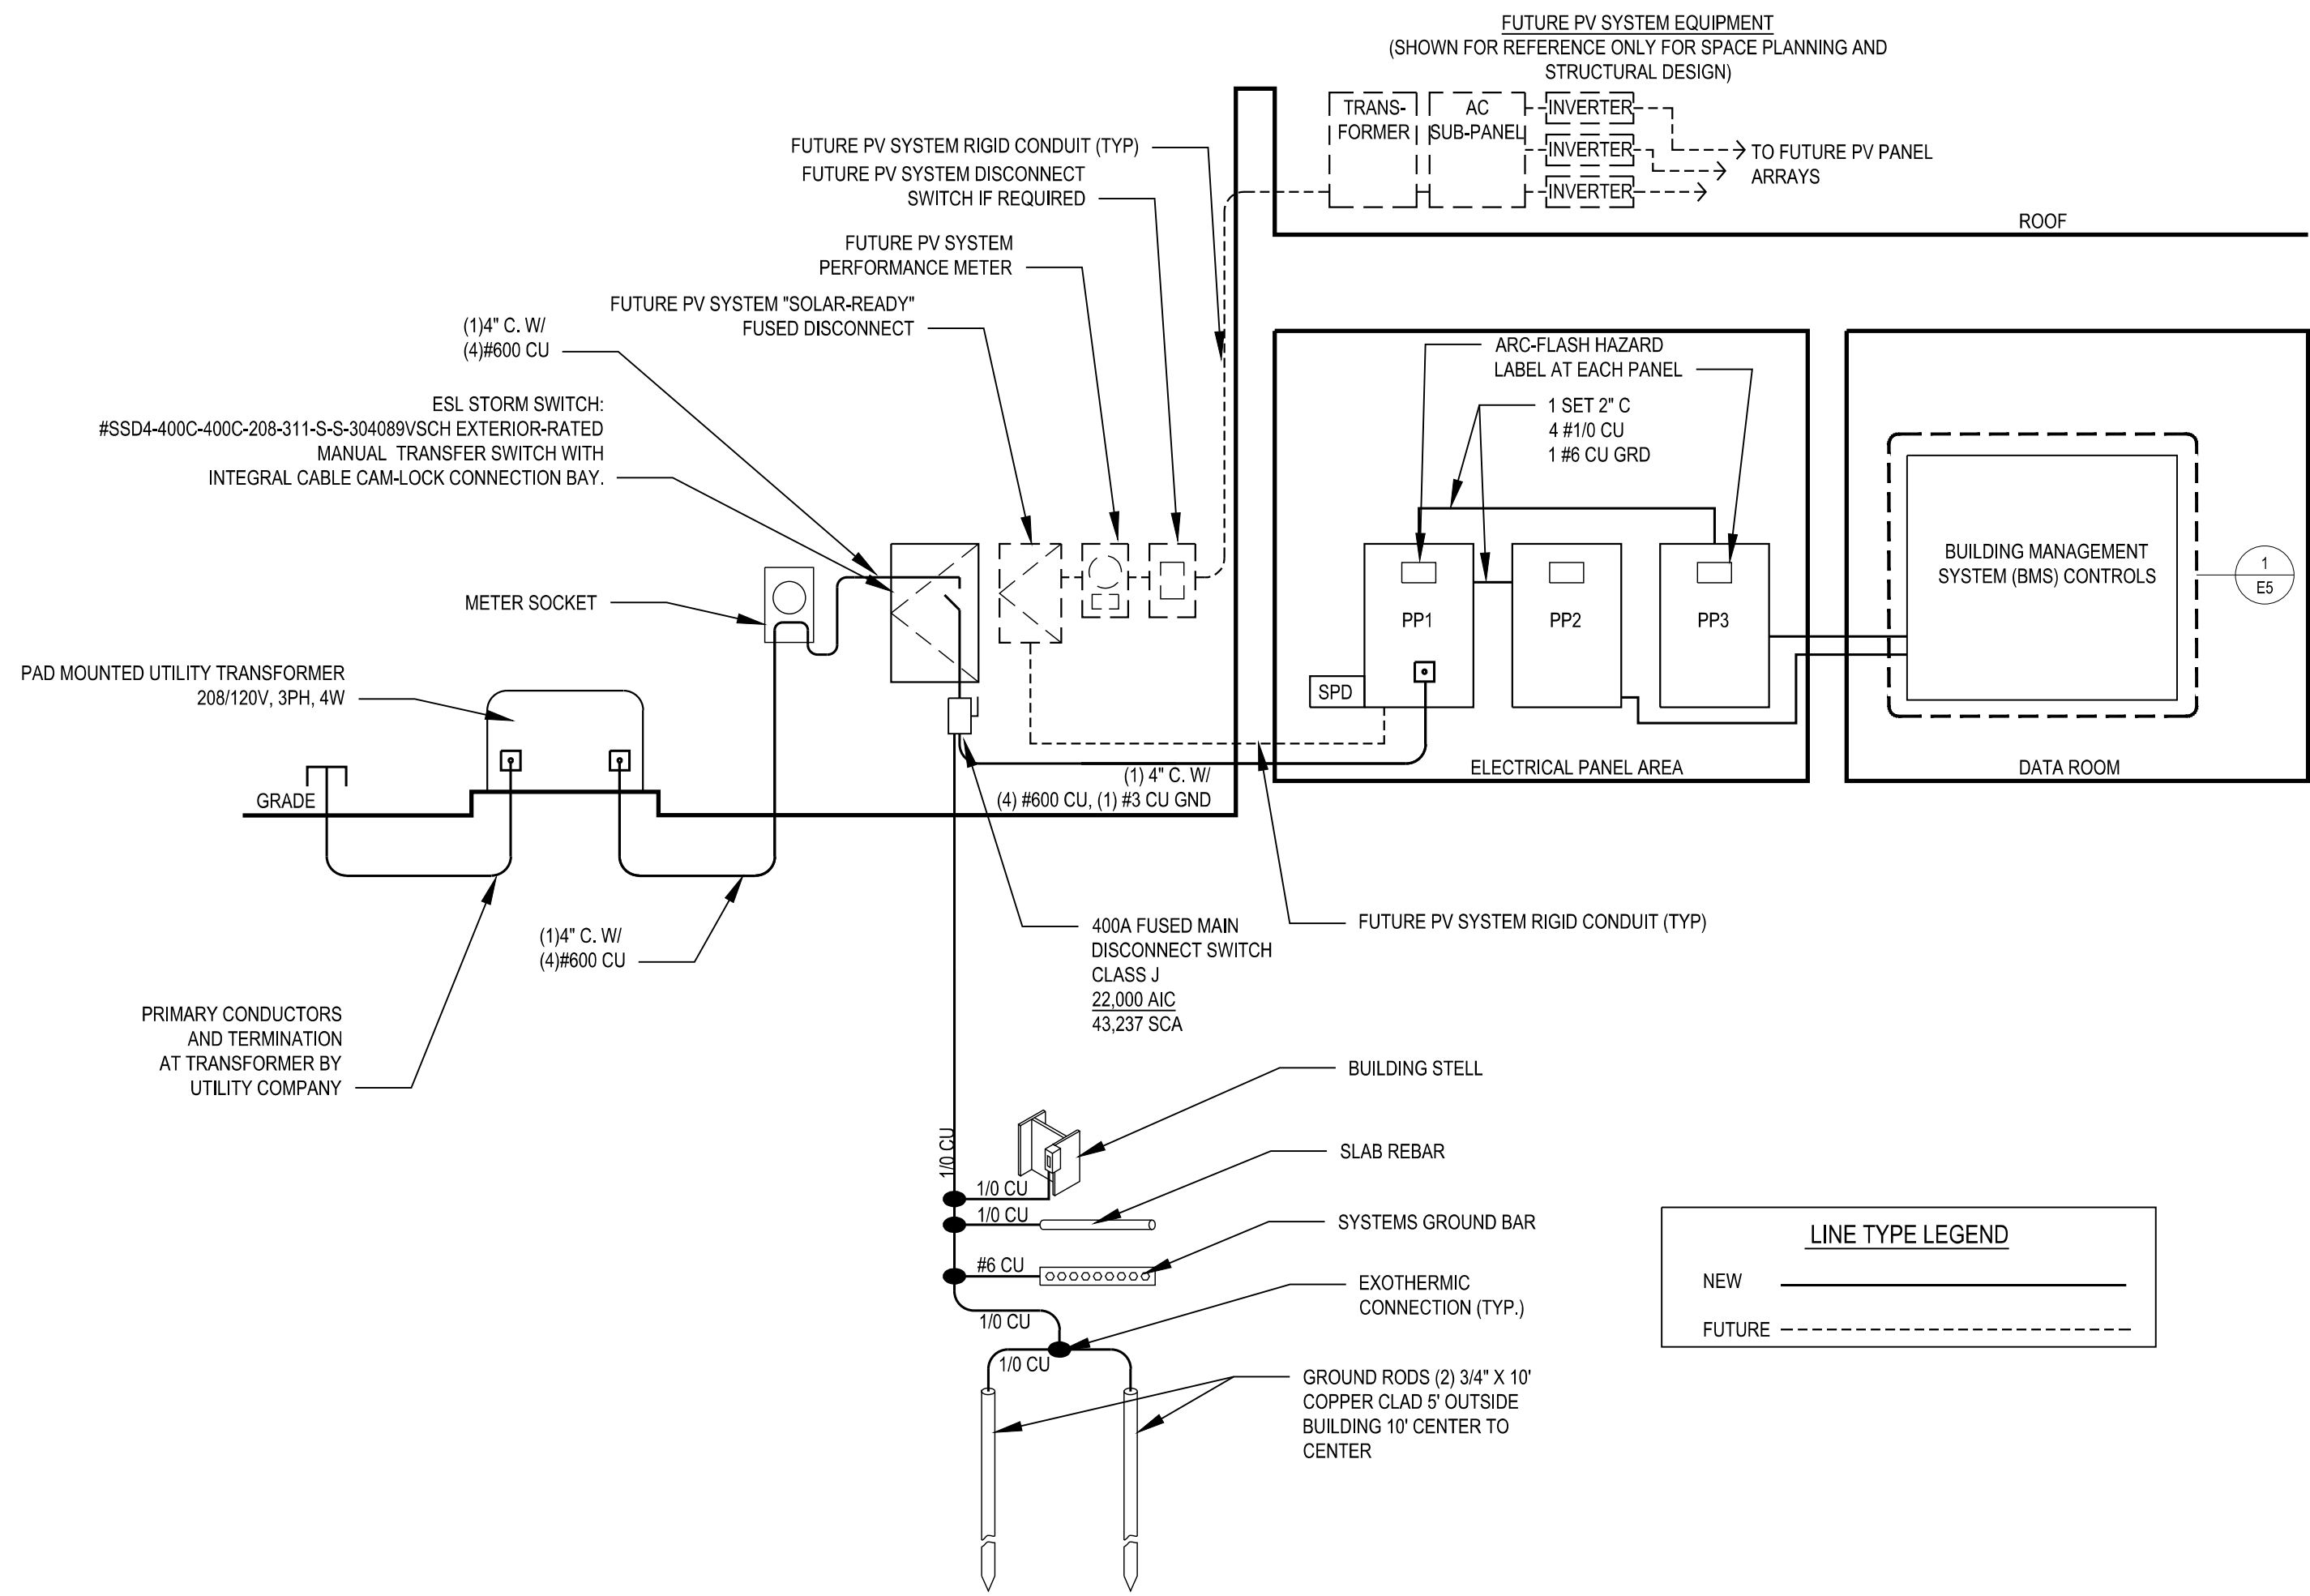 FUTURE PV SYSTEM EQUIPMENT
(SHOWN FOR REFERENCE ONLY FOR SPACE PLANNING AND
STRUCTURAL DESIGN)
TRANS-
FORMER
AC
SUB-PANEL
INVERTER
INVERTER
INVERTER
TO FUTURE PV PANEL
ARRAYS
ROOF
FUTURE PV SYSTEM RIGID CONDUIT (TYP)
FUTURE PV SYSTEM DISCONNECT
SWITCH IF REQUIRED
FUTURE PV SYSTEM
PERFORMANCE METER
FUTURE PV SYSTEM "SOLAR-READY"
FUSED DISCONNECT
(1)4" C. W/
(4)#600 CU
ESL STORM SWITCH:
#SSD4-400C-400C-208-311-S-S-304089VSCH EXTERIOR-RATED
MANUAL TRANSFER SWITCH WITH
INTEGRAL CABLE CAM-LOCK CONNECTION BAY.
METER SOCKET
PAD MOUNTED UTILITY TRANSFORMER
208/120V, 3PH, 4W
GRADE
(1)4" C. W/
(4)#600 CU
PRIMARY CONDUCTORS
AND TERMINATION
AT TRANSFORMER BY
UTILITY COMPANY
ARC-FLASH HAZARD
LABEL AT EACH PANEL
1 SET 2" C
4 #1/0 CU
1 #6 CU GRD
PP1
PP2
PP3
SPD
ELECTRICAL PANEL AREA
BUILDING MANAGEMENT
SYSTEM (BMS) CONTROLS
DATA ROOM
1
E5
(1) 4" C. W/
(4) #600 CU, (1) #3 CU GND
400A FUSED MAIN
DISCONNECT SWITCH
CLASS J
22,000 AIC
43,237 SCA
FUTURE PV SYSTEM RIGID CONDUIT (TYP)
BUILDING STELL
SLAB REBAR
SYSTEMS GROUND BAR
EXOTHERMIC
CONNECTION (TYP.)
GROUND RODS (2) 3/4" X 10'
COPPER CLAD 5' OUTSIDE
BUILDING 10' CENTER TO
CENTER
1/0 CU
1/0 CU
1/0 CU
#6 CU
1/0 CU
1/0 CU
LINE TYPE LEGEND
NEW
FUTURE